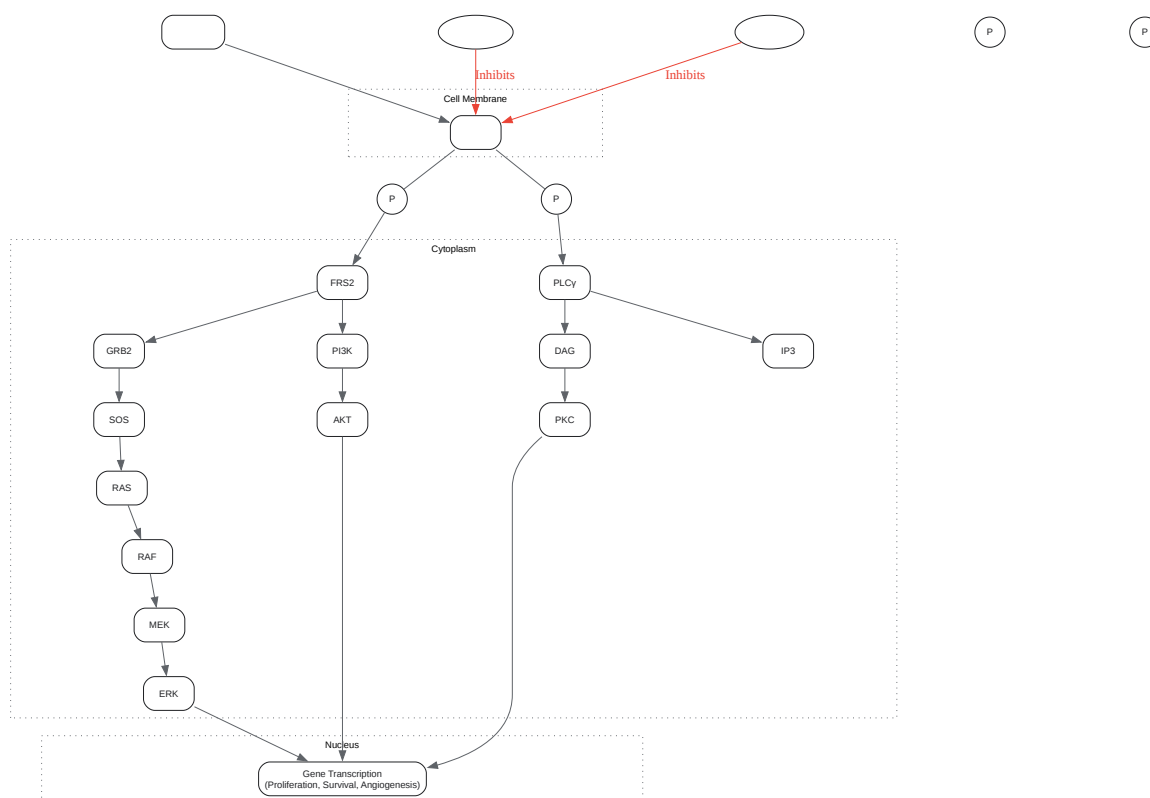 P
P
Inhibits
Inhibits
Cell Membrane
P
P
Cytoplasm
FRS2
PLCγ
GRB2
PI3K
DAG
IP3
SOS
AKT
PKC
RAS
RAF
MEK
ERK
Nucleus
Gene Transcription
(Proliferation, Survival, Angiogenesis)